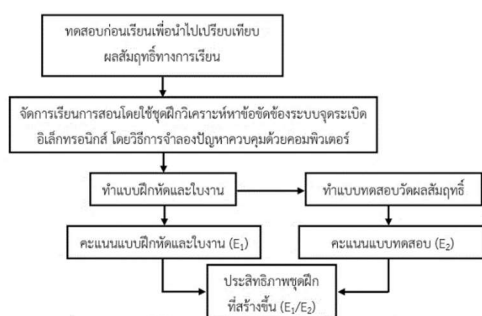 ทดสอบก่อนเรียนเพื่อนำไปเปรียบเทียบ
ผลสัมฤทธิ์ทางการเรียน
จัดการเรียนการสอนโดยใช้ชุดฝึกวิเคราะห์หาข้อขัดข้องระบบจุดระเบิด
อิเล็กทรอนิกส์ โดยวิธีการจำลองปัญหาควบคุมด้วยคอมพิวเตอร์
ทำแบบฝึกหัดและใบงาน
ทำแบบทดสอบวัดผลสัมฤทธิ์
คะแนนแบบฝึกหัดและใบงาน (E₁)
คะแนนแบบทดสอบ (E₂)
ประสิทธิภาพชุดฝึก
ที่สร้างขึ้น (E₁/E₂)